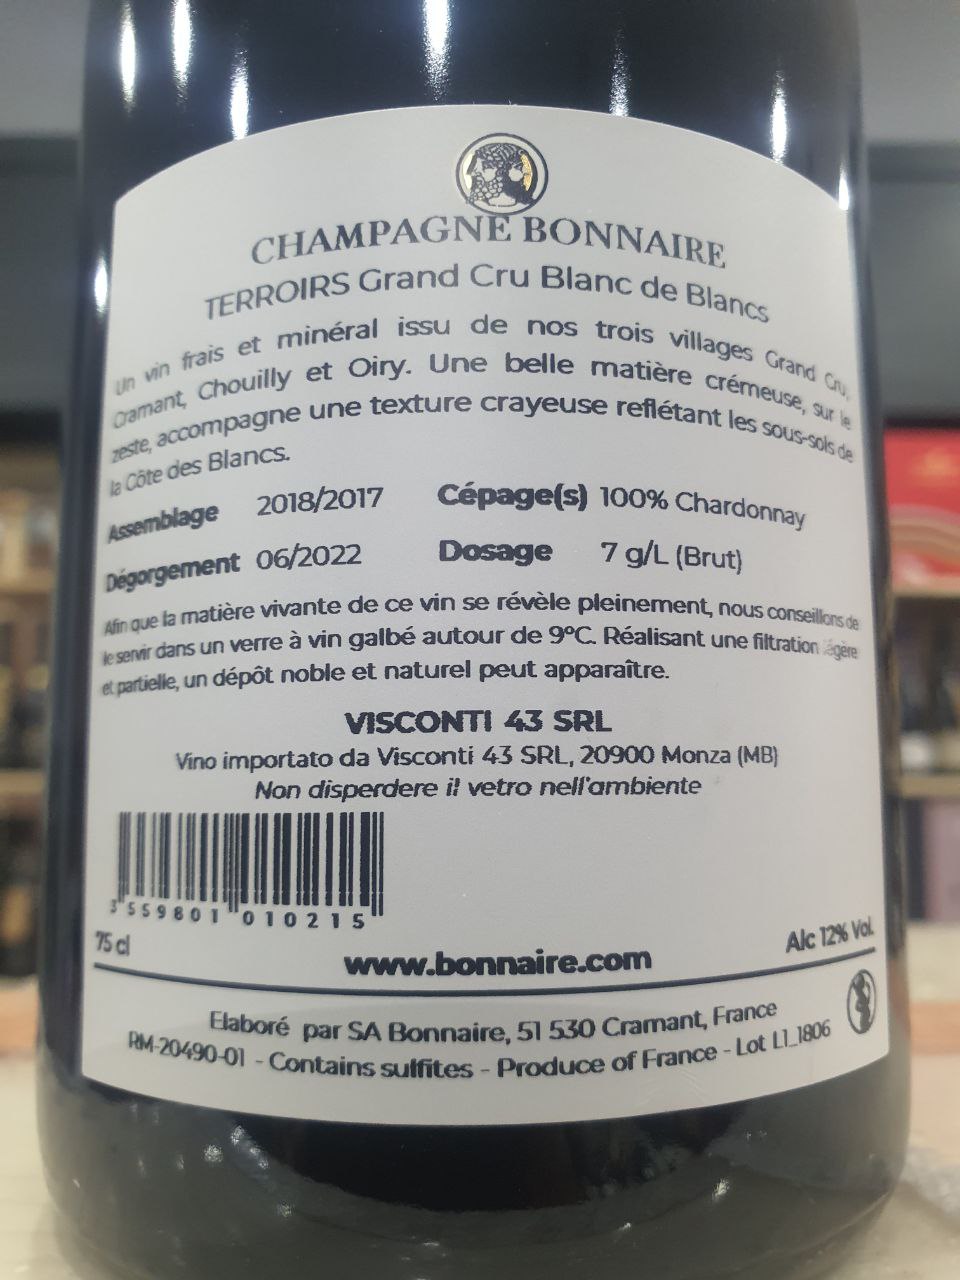 CHAMPAGNE BONNAIRE
TERROIRS Grand Cru Blanc de Blancs
Un vin frais et minéral issu de nos trois villages Grand Cru,
Cramant, Chouilly et Oiry. Une belle matière crémeuse, sur le
zeste, accompagne une texture crayeuse reflétant les sous-sols de
la Côte des Blancs.
Assemblage 2018/2017 Cépage(s) 100% Chardonnay
Dégorgement 06/2022 Dosage 7 g/L (Brut)
Afin que la matière vivante de ce vin se révèle pleinement, nous conseillons de
le servir dans un verre à vin galbé autour de 9°C. Réalisant une filtration légère
et partielle, un dépôt noble et naturel peut apparaître.
VISCONTI 43 SRL
Vino importato da Visconti 43 SRL, 20900 Monza (MB)
Non disperdere il vetro nell'ambiente
3 559801 010215
75 cl
www.bonnaire.com
Alc 12% Vol.
Elaboré par SA Bonnaire, 51 530 Cramant, France
RM-20490-01 - Contains sulfites - Produce of France - Lot L1_1806